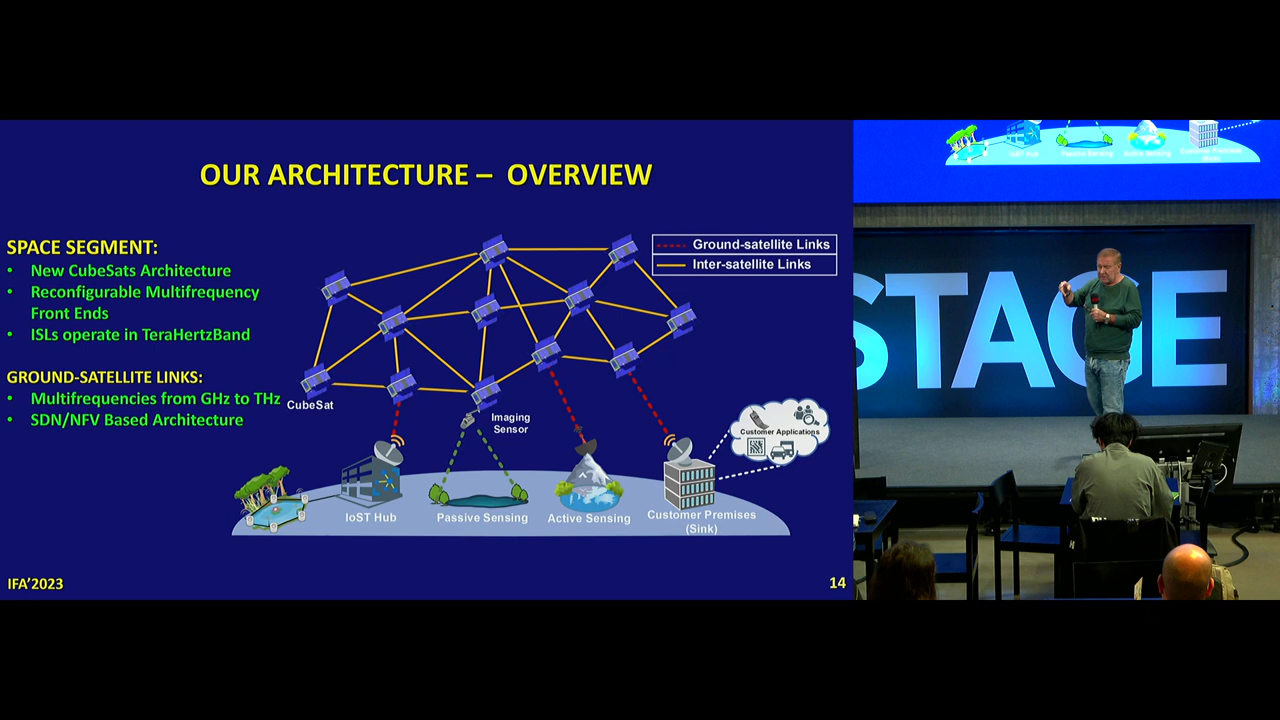 OUR ARCHITECTURE – OVERVIEW
SPACE SEGMENT:
• New CubeSats Architecture
• Reconfigurable Multifrequency
Front Ends
• ISLs operate in TeraHertzBand
GROUND-SATELLITE LINKS:
• Multifrequencies from GHz to THz
• SDN/NFV Based Architecture
Ground-satellite Links
Inter-satellite Links
CubeSat
Imaging
Sensor
Customer Applications
IoST Hub
Passive Sensing
Active Sensing
Customer Premises
(Sink)
IFA’2023
14
STAGE